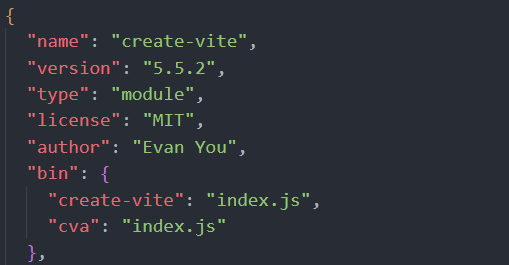 {
"name": "create-vite",
"version": "5.5.2",
"type": "module",
"license": "MIT",
"author": "Evan You",
"bin": {
"create-vite": "index.js",
"cva": "index.js"
},